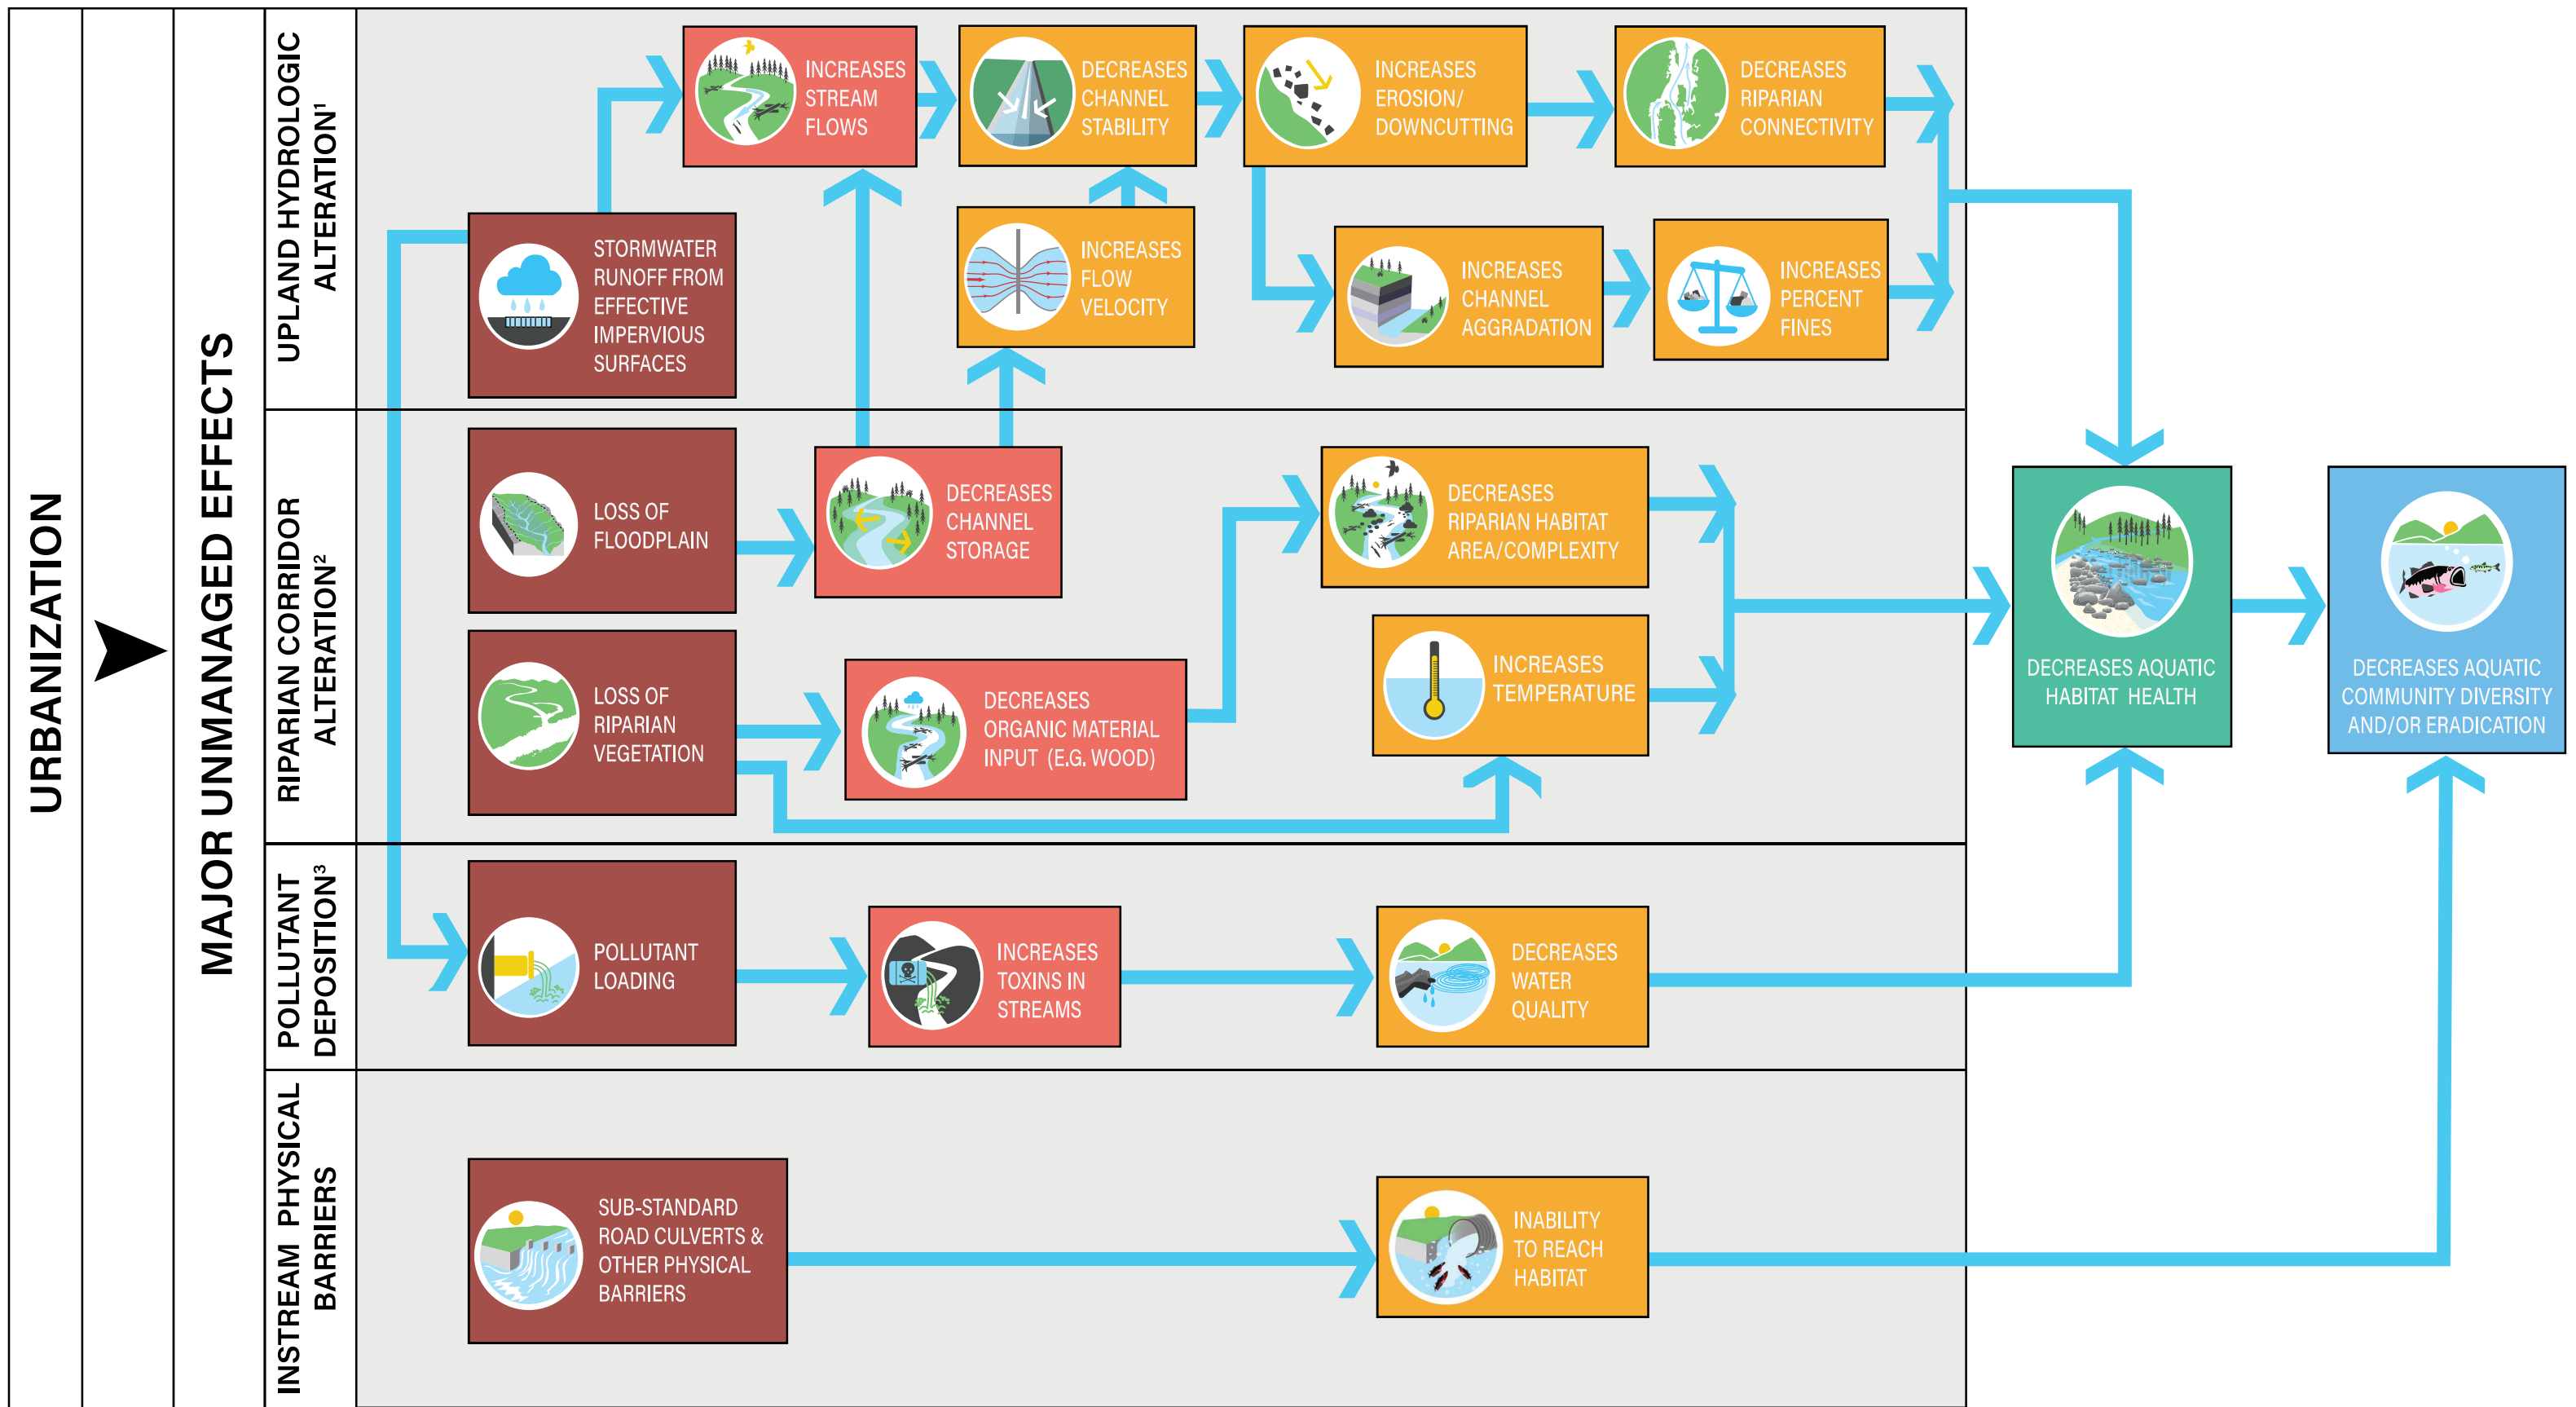 URBANIZATION
MAJOR UNMANAGED EFFECTS
UPLAND HYDROLOGIC
ALTERATION¹
INCREASES
STREAM
FLOWS
DECREASES
CHANNEL
STABILITY
INCREASES
EROSION/
DOWNCUTTING
DECREASES
RIPARIAN
CONNECTIVITY
STORMWATER
RUNOFF FROM
EFFECTIVE
IMPERVIOUS
SURFACES
INCREASES
FLOW
VELOCITY
INCREASES
CHANNEL
AGGRADATION
INCREASES
PERCENT
FINES
RIPARIAN CORRIDOR
ALTERATION²
LOSS OF
FLOODPLAIN
DECREASES
CHANNEL
STORAGE
DECREASES
RIPARIAN HABITAT
AREA/COMPLEXITY
LOSS OF
RIPARIAN
VEGETATION
DECREASES
ORGANIC MATERIAL
INPUT (E.G. WOOD)
INCREASES
TEMPERATURE
DECREASES AQUATIC
HABITAT HEALTH
DECREASES AQUATIC
COMMUNITY DIVERSITY
AND/OR ERADICATION
POLLUTANT
DEPOSITION³
POLLUTANT
LOADING
INCREASES
TOXINS IN
STREAMS
DECREASES
WATER
QUALITY
INSTREAM PHYSICAL
BARRIERS
SUB-STANDARD
ROAD CULVERTS &
OTHER PHYSICAL
BARRIERS
INABILITY
TO REACH
HABITAT